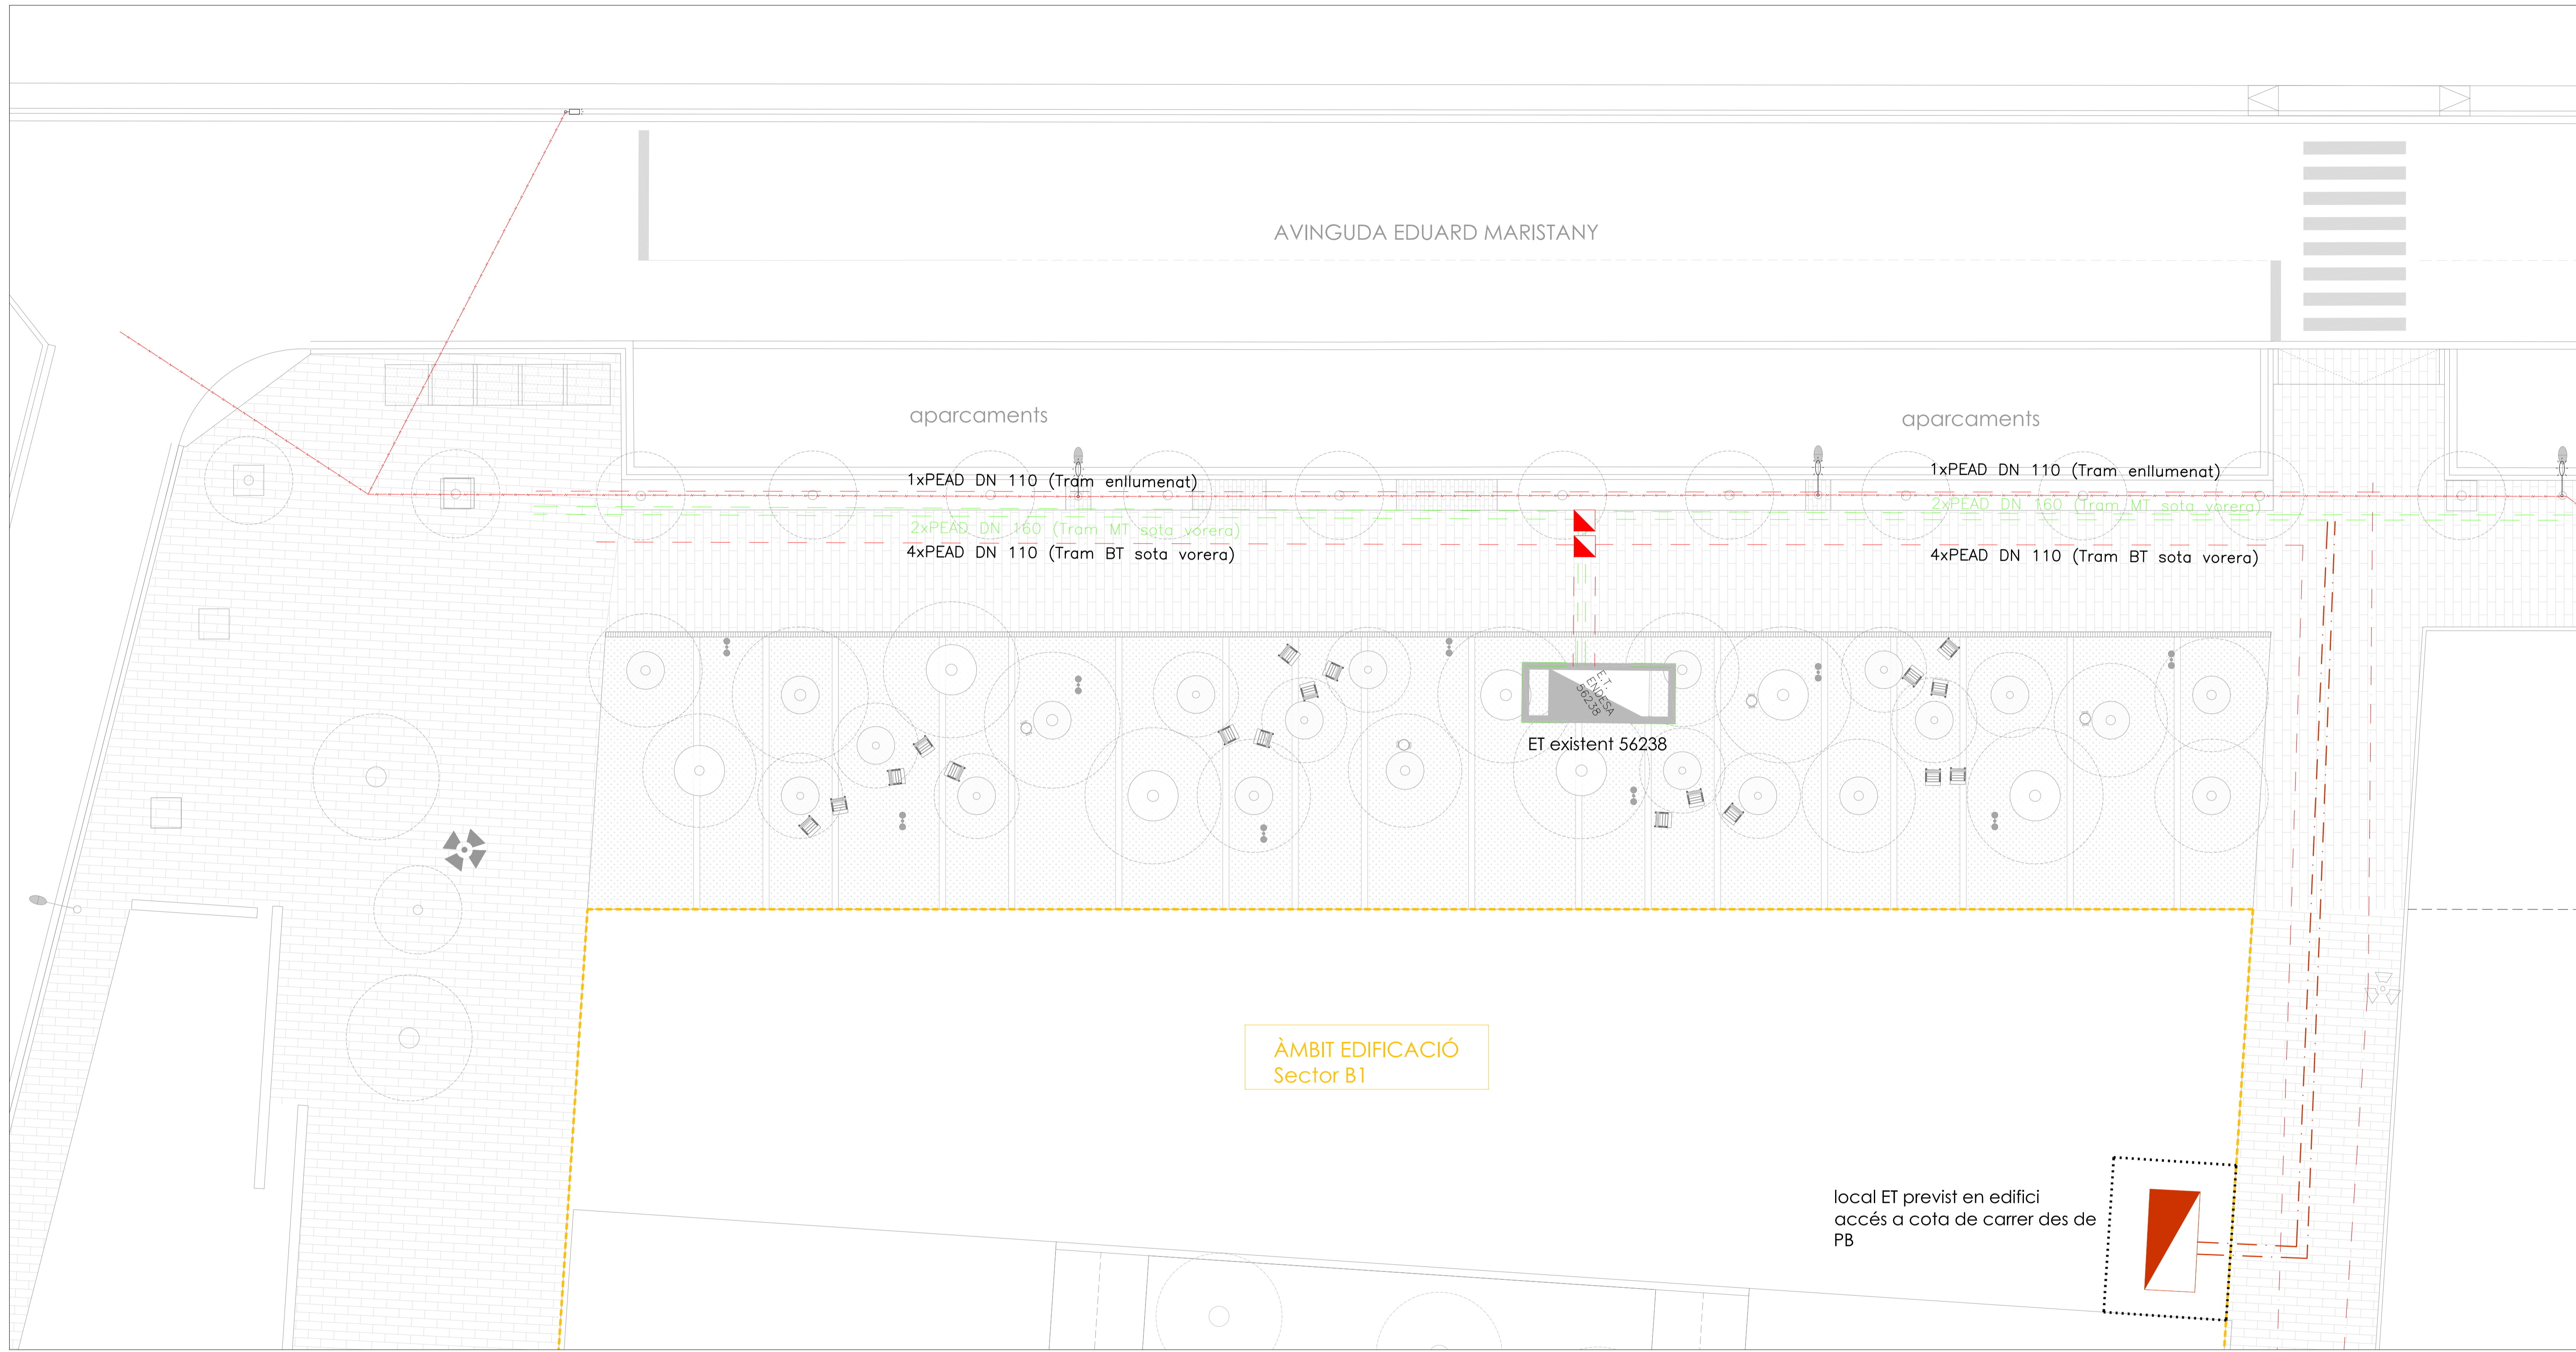 AVINGUDA EDUARD MARISTANY
aparcaments
aparcaments
1xPEAD DN 110 (Tram enllumenat)
2xPEAD DN 160 (Tram MT sota vorera)
4xPEAD DN 110 (Tram BT sota vorera)
1xPEAD DN 110 (Tram enllumenat)
2xPEAD DN 160 (Tram MT sota vorera)
4xPEAD DN 110 (Tram BT sota vorera)
E.T.
ENDESA
56238
ET existent 56238
ÀMBIT EDIFICACIÓ
Sector B1
local ET previst en edifici
accés a cota de carrer des de
PB